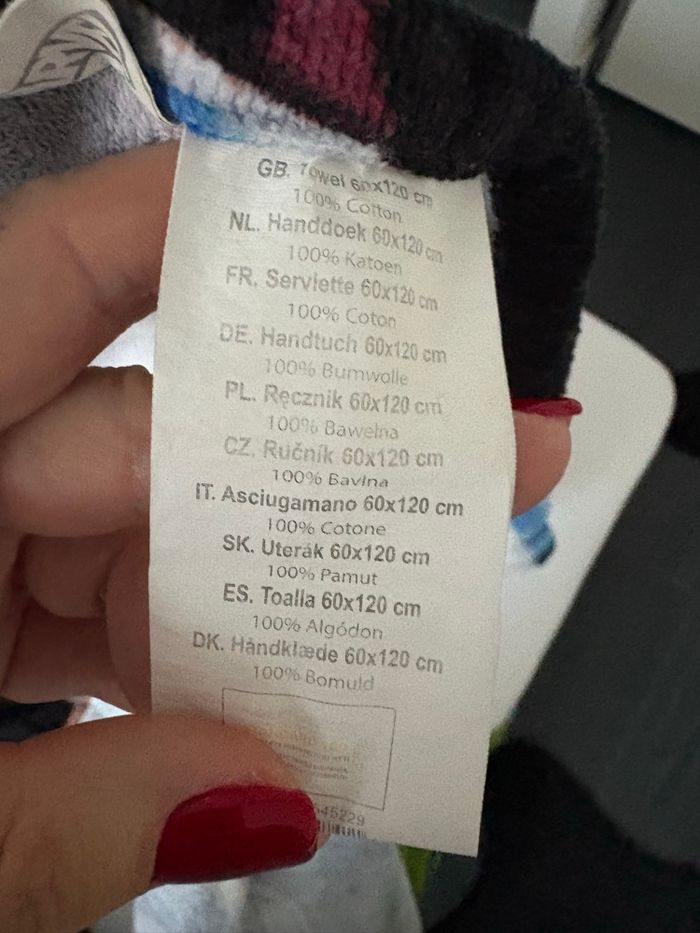 GB. Towel 60x120 cm
100% Cotton
NL. Handdoek 60x120 cm
100% Katoen
FR. Serviette 60x120 cm
100% Coton
DE. Handtuch 60x120 cm
100% Bumwolle
PL. Ręcznik 60x120 cm
100% Bawełna
CZ. Ručník 60x120 cm
100% Bavlna
IT. Asciugamano 60x120 cm
100% Cotone
SK. Uterák 60x120 cm
100% Pamut
ES. Toalla 60x120 cm
100% Algódon
DK. Håndklæde 60x120 cm
100% Bomuld
545229